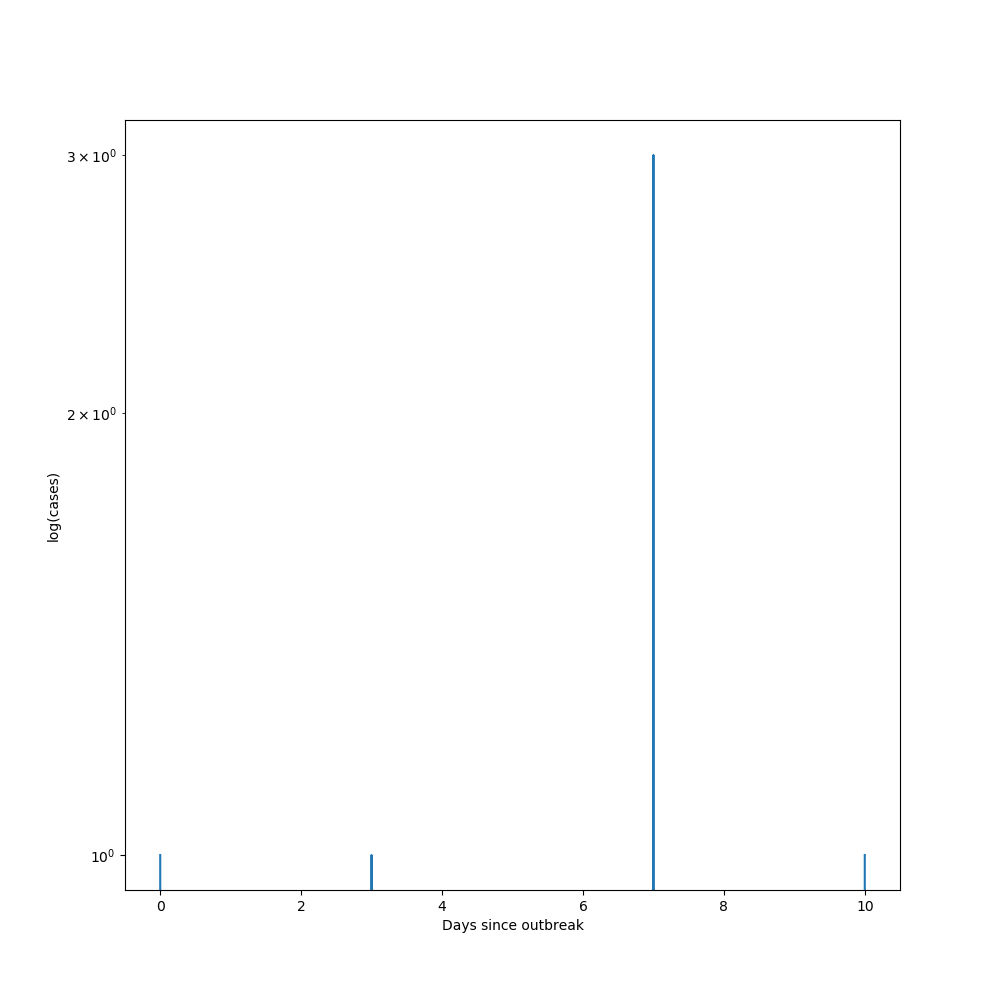 3 × 10⁰
2 × 10⁰
10⁰
log(cases)
0 2 4 6 8 10
Days since outbreak